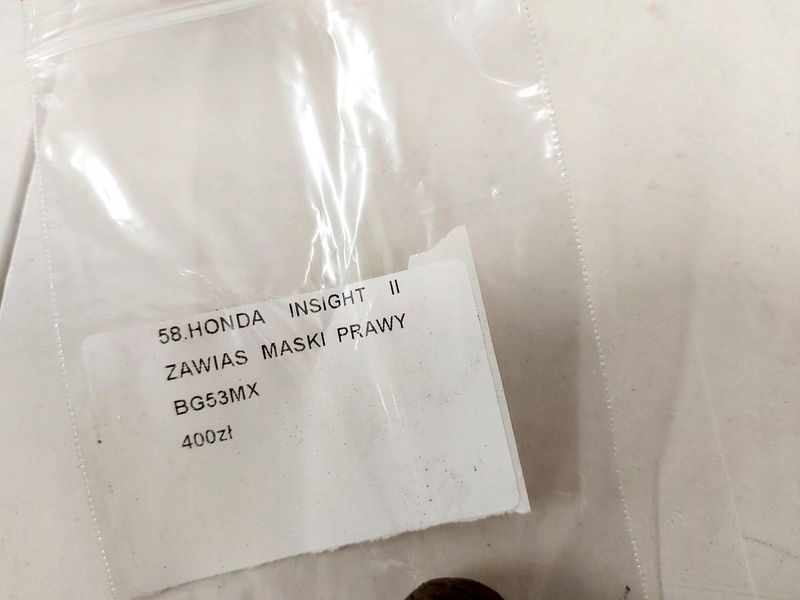 58.HONDA INSIGHT II
ZAWIAS MASKI PRAWY
BG53MX
400zł